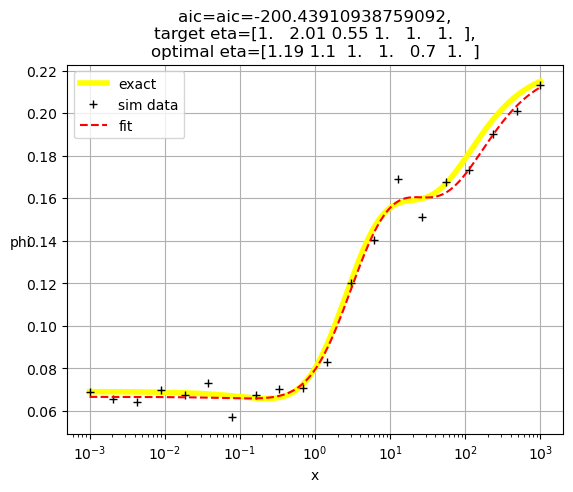 aic=aic=-200.43910938759092,
target eta=[1.   2.01 0.55 1.   1.   1.  ],
optimal eta=[1.19 1.1  1.   1.   0.7  1.  ]
exact
sim data
fit
0.22
0.20
0.18
0.16
phi
0.14
0.12
0.10
0.08
0.06
10⁻³ 10⁻² 10⁻¹ 10⁰ 10¹ 10² 10³
x